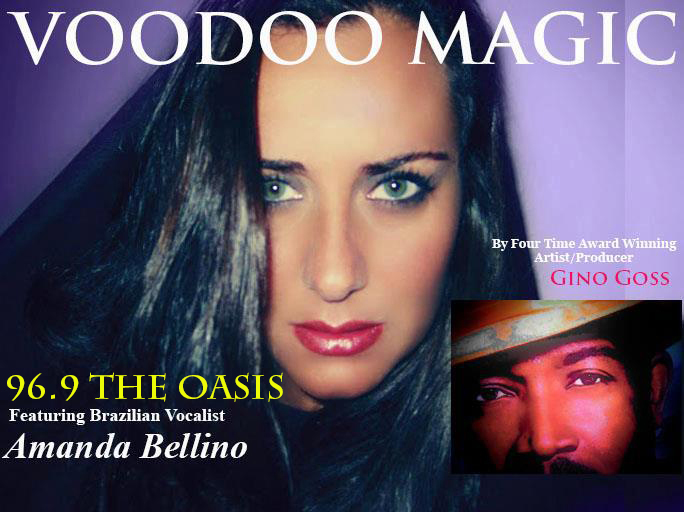 VOODOO MAGIC
By Four Time Award Winning
Artist/Producer
GINO GOSS
96.9 THE OASIS
Featuring Brazilian Vocalist
Amanda Bellino